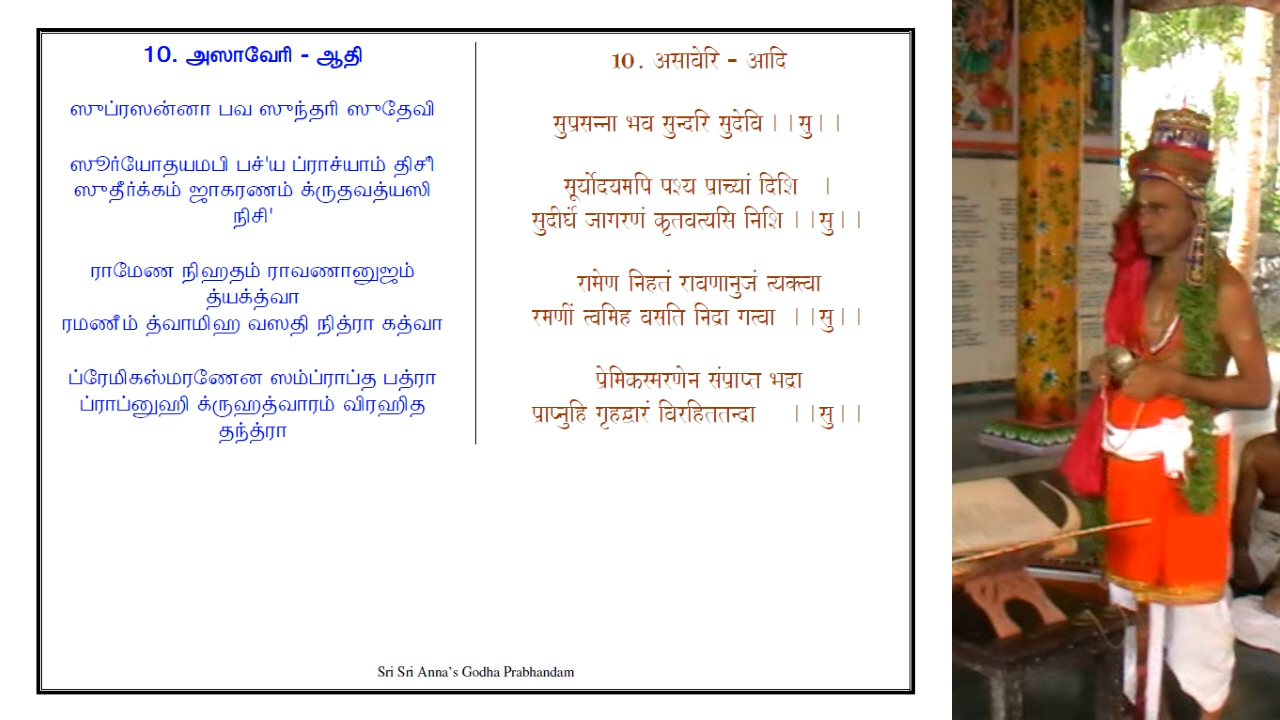 10. அஸாவேரி - ஆதி
ஸுப்ரஸன்னா பவ ஸுந்தரி ஸுதேவி
ஸூர்யோதயமபி பச்'ய ப்ராச்யாம் திசீ
ஸுதீர்க்கம் ஜாகரணம் க்ருதவத்யஸி
நிசி'
ராமேண நிஹதம் ராவணானுஜம்
த்யக்த்வா
ரமணீம் த்வாமிஹ வஸதி நித்ரா கத்வா
ப்ரேமிகஸ்மரணேன ஸம்ப்ராப்த பத்ரா
ப்ராப்னுஹி க்ருஹத்வாரம் விரஹித
தந்த்ரா
10. असावेरि - आदि
सुप्रसन्ना भव सुन्दरि सुदेवि ||सु||
सूर्योदयमपि पश्य प्राच्यां दिशि |
सुदीर्घं जागरणं कृतवत्यसि निशि ||सु||
रामेण निहतं रावणानुजं त्यक्त्वा
रमणीं त्वमिह वसति निद्रा गत्वा ||सु||
प्रेमिकस्मरणेन संप्राप्त भद्रा
प्राप्नुहि गृहद्वारं विरहिततन्द्रा ||सु||
Sri Sri Anna's Godha Prabhandam